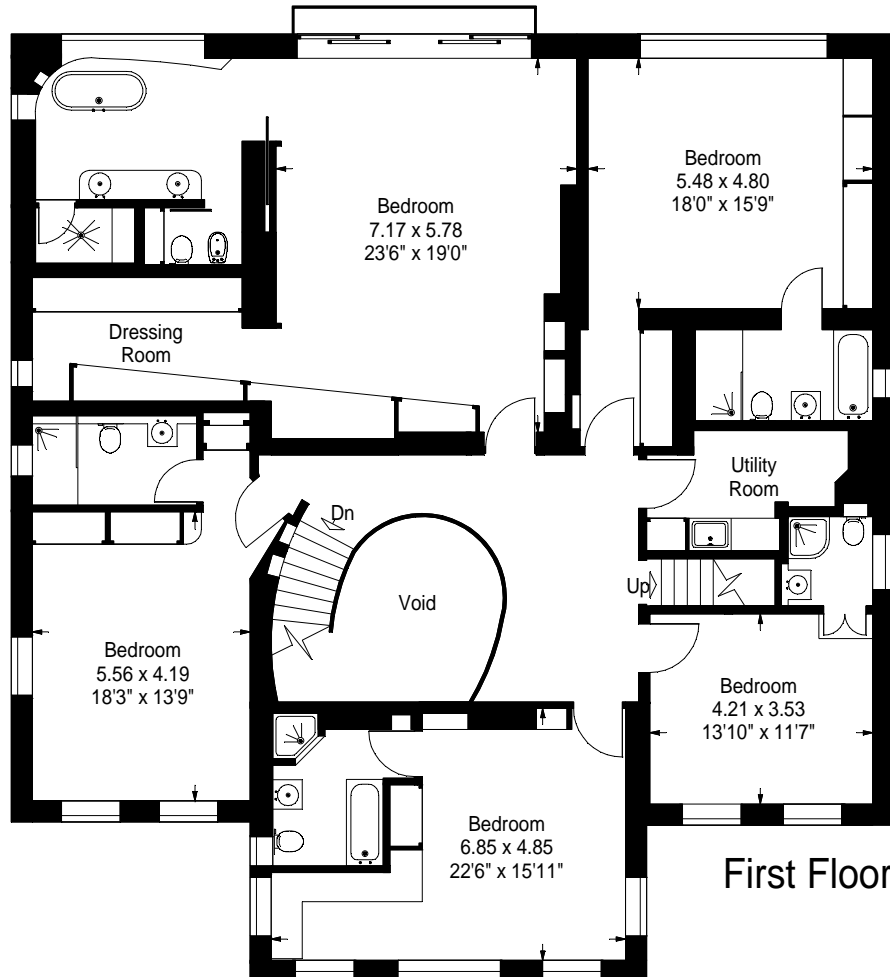 Bedroom
7.17 x 5.78
23'6" x 19'0"
Bedroom
5.48 x 4.80
18'0" x 15'9"
Dressing
Room
Utility
Room
Dn
Void
Up
Bedroom
5.56 x 4.19
18'3" x 13'9"
Bedroom
4.21 x 3.53
13'10" x 11'7"
Bedroom
6.85 x 4.85
22'6" x 15'11"
First Floor